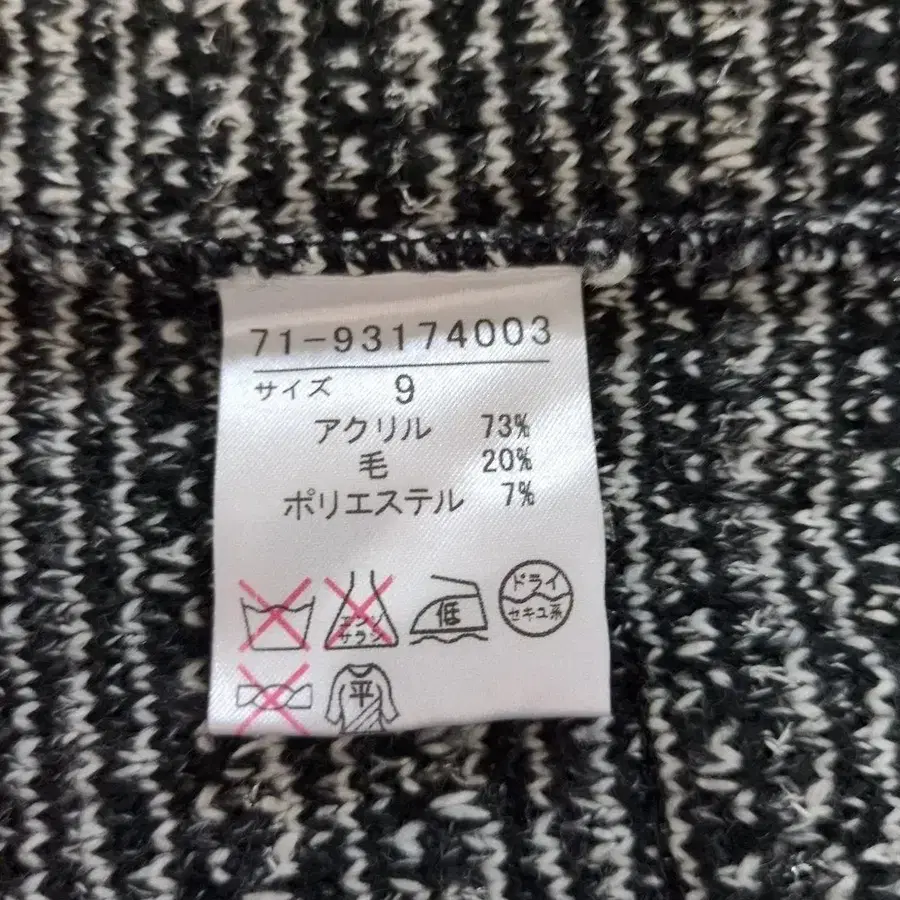 71-93174003
サイズ 9
アクリル 73%
毛 20%
ポリエステル 7%
エンソ サラシ
低
ドライ
セキユ系
平